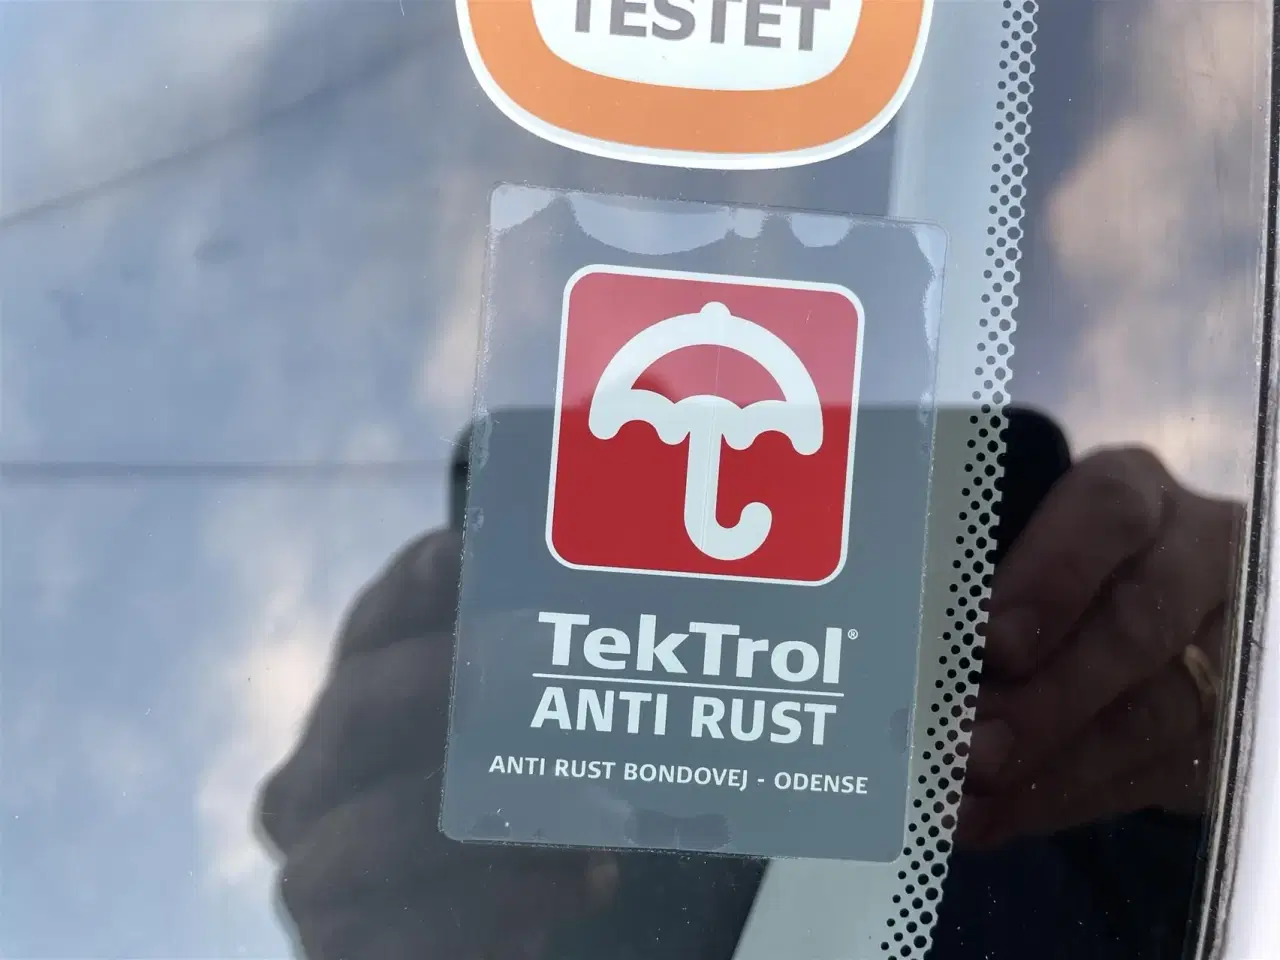 TESTET
TekTrol®
ANTI RUST
ANTI RUST BONDOVEJ - ODENSE